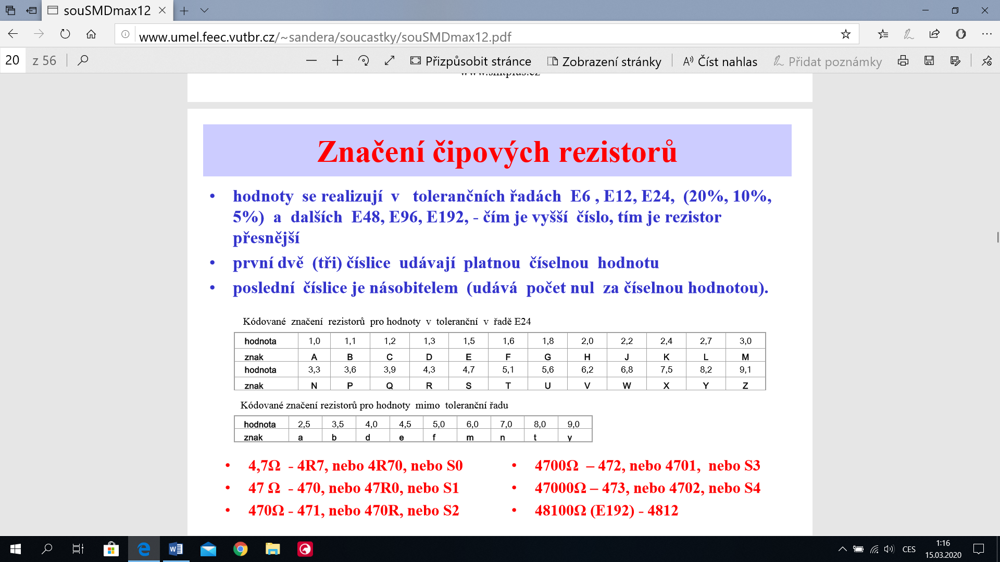 souSMDmax12
www.umel.feec.vutbr.cz/~sandera/soucastky/souSMDmax12.pdf
20 z 56 Přizpůsobit stránce Zobrazení stránky Číst nahlas Přidat poznámky
www.smtplus.cz
Značení čipových rezistorů
• hodnoty se realizují v tolerančních řadách E6 , E12, E24, (20%, 10%,
5%) a dalších E48, E96, E192, - čím je vyšší číslo, tím je rezistor
přesnější
• první dvě (tři) číslice udávají platnou číselnou hodnotu
• poslední číslice je násobitelem (udává počet nul za číselnou hodnotou).
Kódované značení rezistorů pro hodnoty v toleranční v řadě E24
hodnota 1,0 1,1 1,2 1,3 1,5 1,6 1,8 2,0 2,2 2,4 2,7 3,0
znak A B C D E F G H J K L M
hodnota 3,3 3,6 3,9 4,3 4,7 5,1 5,6 6,2 6,8 7,5 8,2 9,1
znak N P Q R S T U V W X Y Z
Kódované značení rezistorů pro hodnoty mimo toleranční řadu
hodnota 2,5 3,5 4,0 4,5 5,0 6,0 7,0 8,0 9,0
znak a b d e f m n t y
• 4,7Ω - 4R7, nebo 4R70, nebo S0
• 47 Ω - 470, nebo 47R0, nebo S1
• 470Ω - 471, nebo 470R, nebo S2
• 4700Ω – 472, nebo 4701, nebo S3
• 47000Ω – 473, nebo 4702, nebo S4
• 48100Ω (E192) - 4812
CES
1:16
15.03.2020